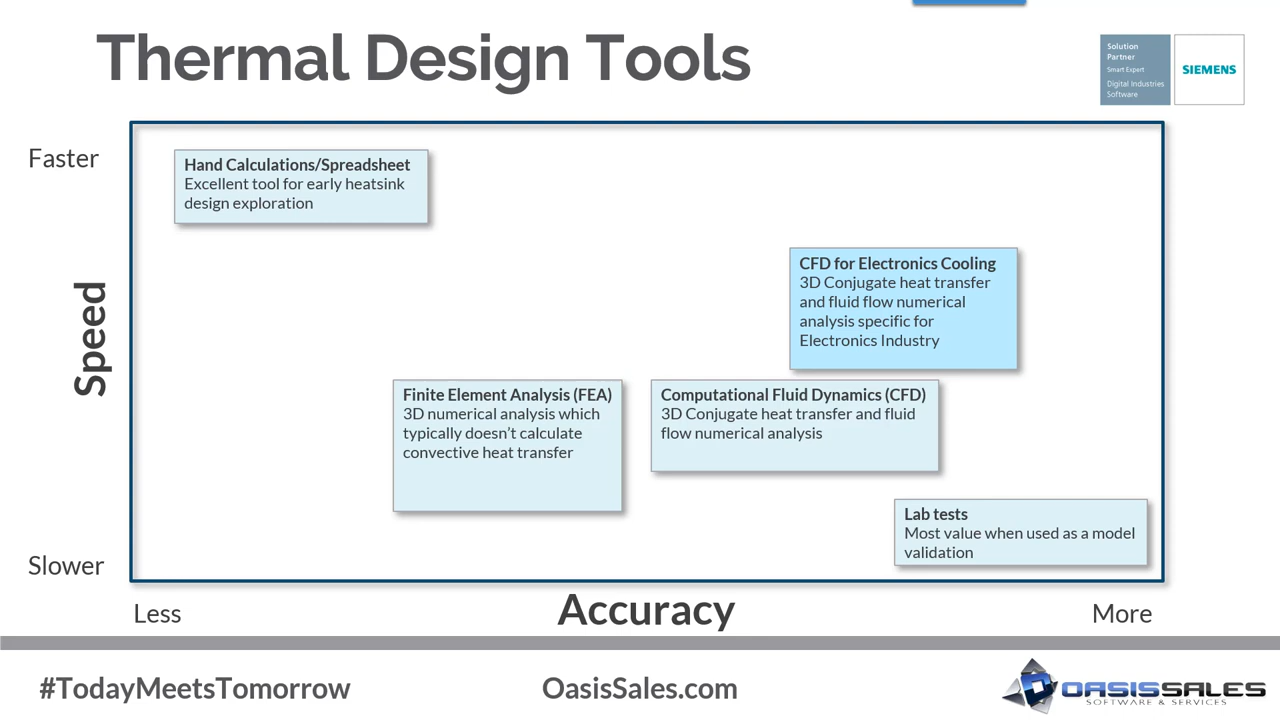 Thermal Design Tools
Solution
Partner
Smart Expert
Digital Industries
Software
SIEMENS
Faster
Hand Calculations/Spreadsheet
Excellent tool for early heatsink
design exploration
CFD for Electronics Cooling
3D Conjugate heat transfer
and fluid flow numerical
analysis specific for
Electronics Industry
Speed
Finite Element Analysis (FEA)
3D numerical analysis which
typically doesn’t calculate
convective heat transfer
Computational Fluid Dynamics (CFD)
3D Conjugate heat transfer and fluid
flow numerical analysis
Lab tests
Most value when used as a model
validation
Slower
Less
Accuracy
More
#TodayMeetsTomorrow
OasisSales.com
OASISSALES
SOFTWARE & SERVICES